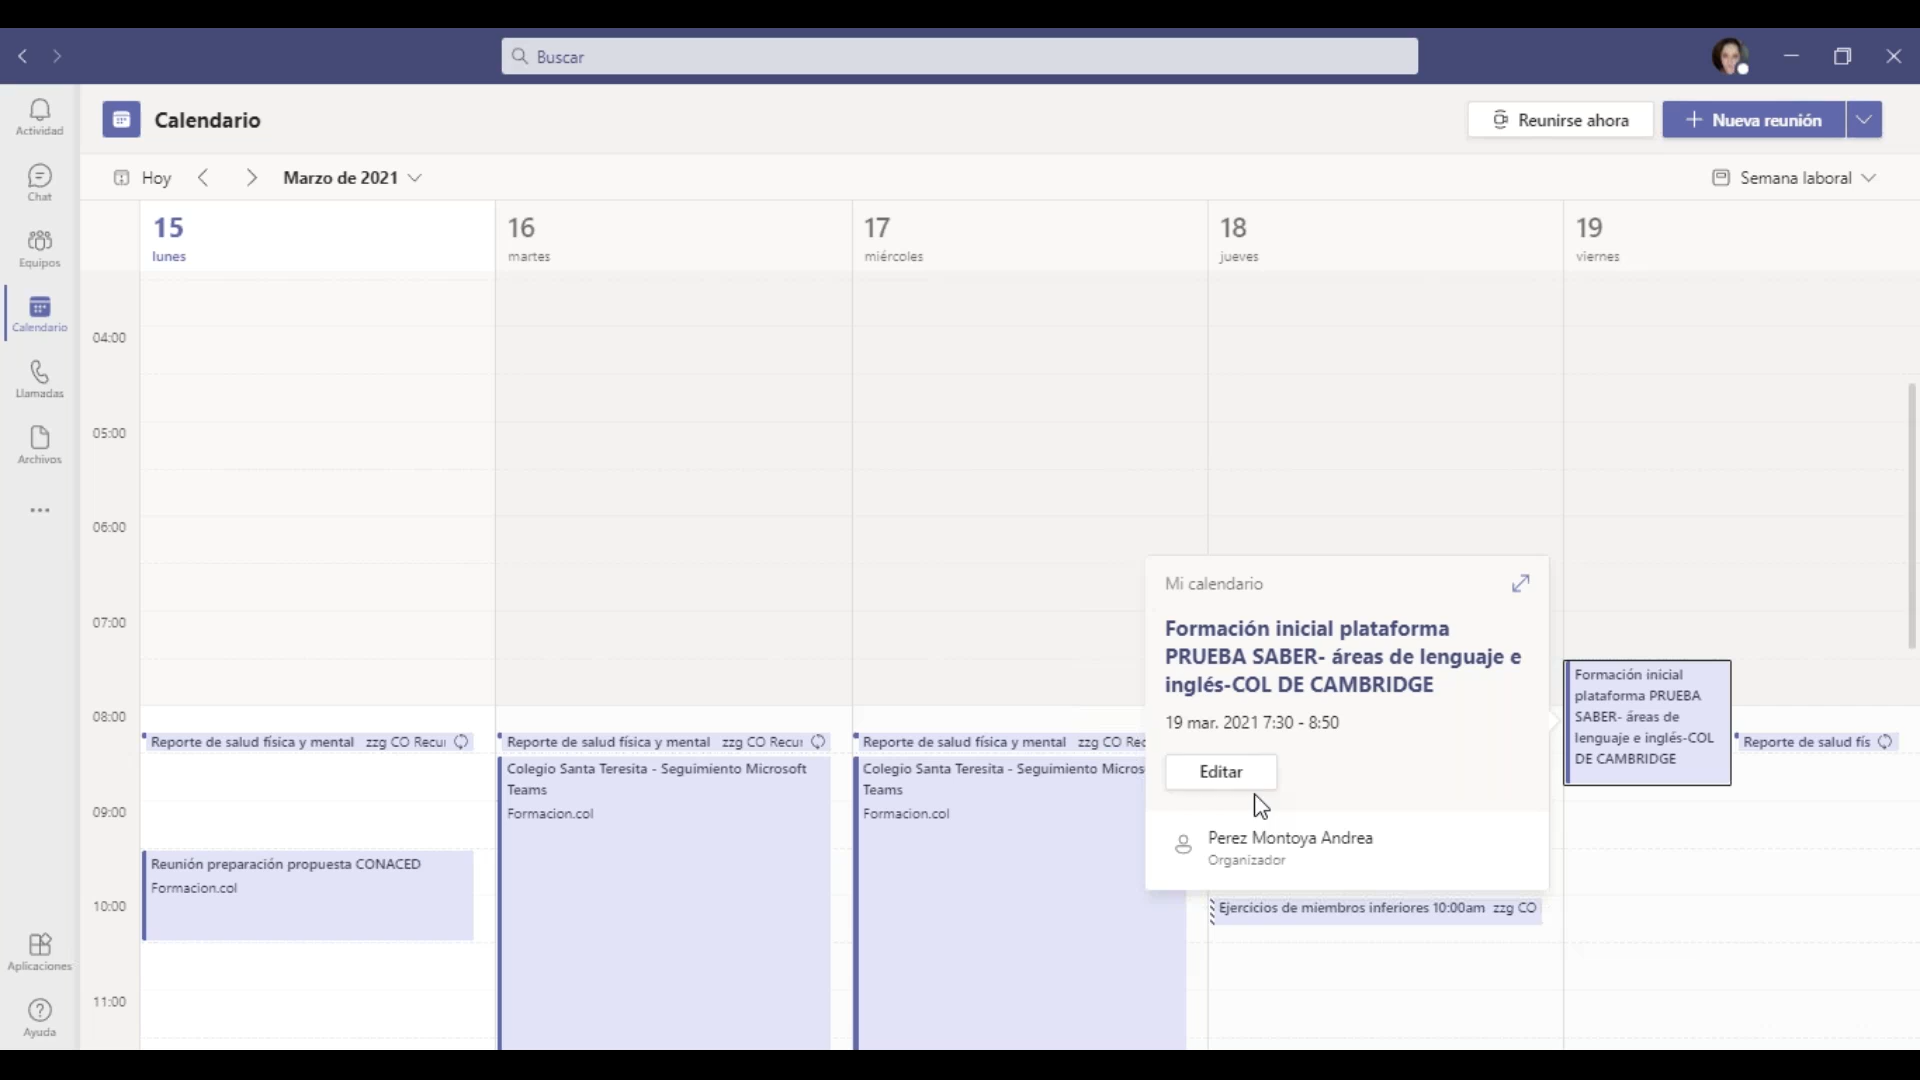 Buscar
Actividad
Chat
Equipos
Calendario
Llamadas
Archivos
Aplicaciones
Ayuda
Calendario
Reunirse ahora
Nueva reunión
Hoy
Marzo de 2021
Semana laboral
15
lunes
16
martes
17
miércoles
18
jueves
19
viernes
04:00
05:00
06:00
07:00
08:00
09:00
10:00
11:00
Reporte de salud física y mental zzg CO Recur
Reunión preparación propuesta CONACED
Formacion.col
Reporte de salud física y mental zzg CO Recur
Colegio Santa Teresita - Seguimiento Microsoft
Teams
Formacion.col
Reporte de salud física y mental zzg CO Rec
Colegio Santa Teresita - Seguimiento Micros
Teams
Formacion.col
Mi calendario
Formación inicial plataforma
PRUEBA SABER- áreas de lenguaje e
inglés-COL DE CAMBRIDGE
19 mar. 2021 7:30 - 8:50
Editar
Perez Montoya Andrea
Organizador
Ejercicios de miembros inferiores 10:00am zzg CO
Formación inicial
plataforma PRUEBA
SABER- áreas de
lenguaje e inglés-COL
DE CAMBRIDGE
Reporte de salud fís